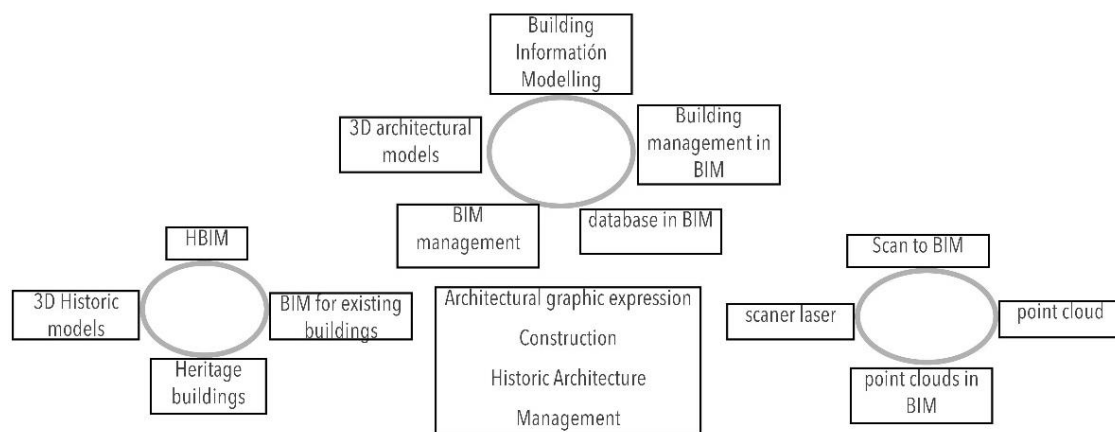 Building
Informatión
Modelling
3D architectural
models
Building
management in
BIM
BIM
management
database in BIM
HBIM
3D Historic
models
BIM for existing
buildings
Heritage
buildings
Architectural graphic expression
Construction
Historic Architecture
Management
Scan to BIM
scaner laser
point cloud
point clouds in
BIM